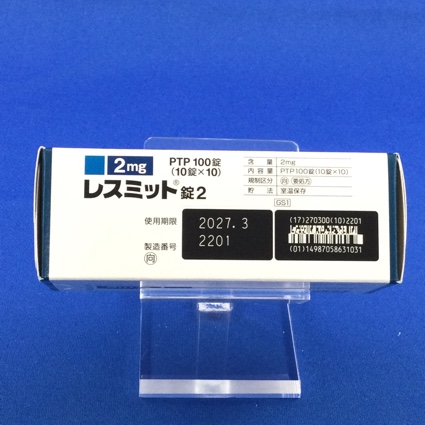 2mg
PTP 100錠
(10錠×10)
レスミット®錠2
含量 2mg
内容量 PTP100錠(10錠×10)
規制区分 向 要処方
貯法 室温保存
GS1
使用期限 2027.3
製造番号 2201
向
(17)270300(10)2201
(01)14987058631031